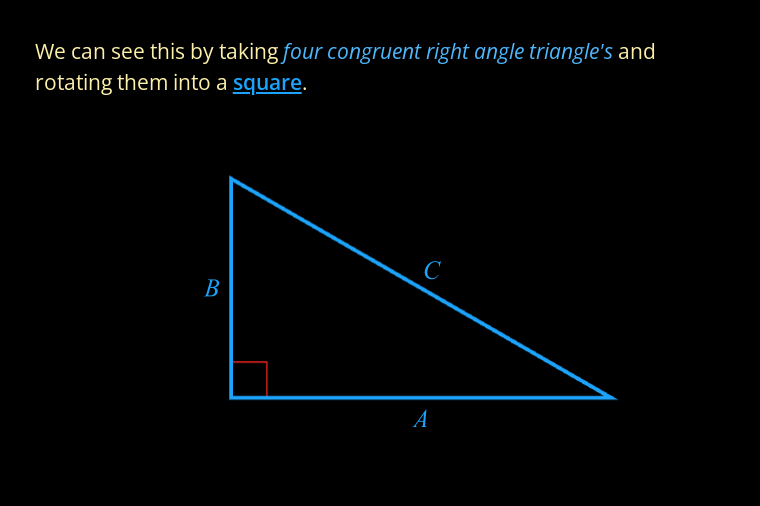 We can see this by taking four congruent right angle triangle's and
rotating them into a square.
C
B
A